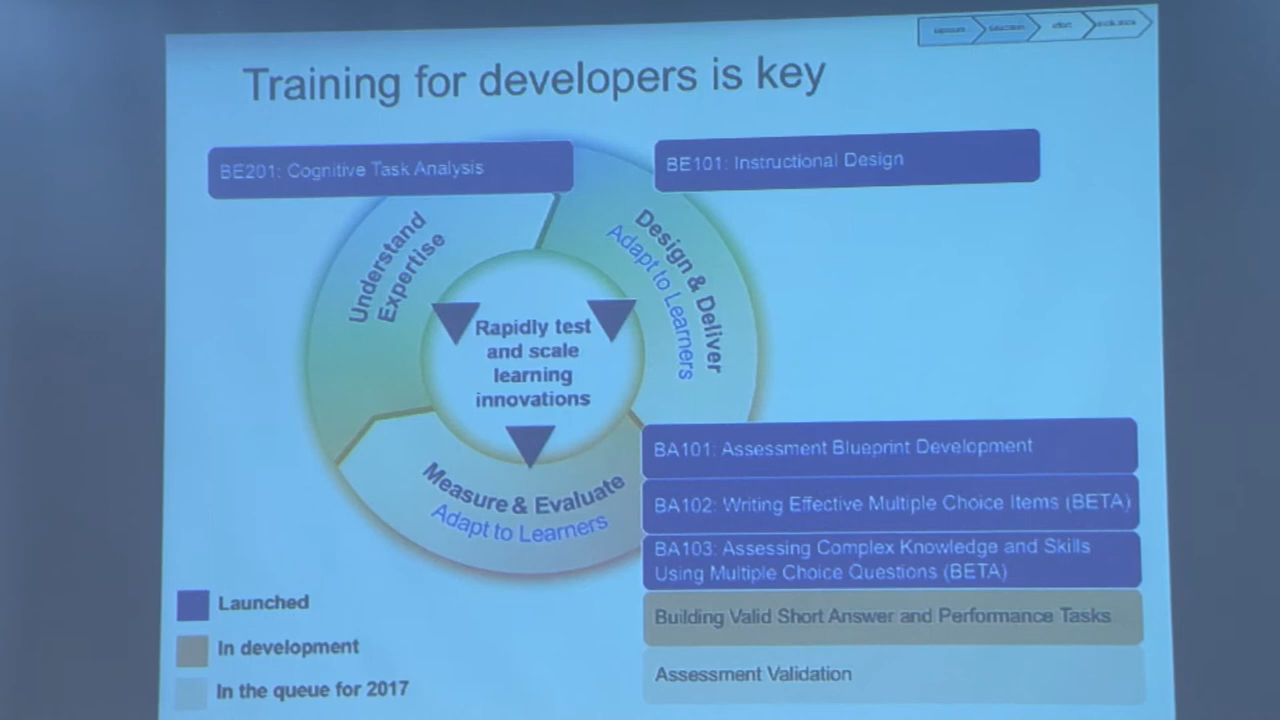 Training for developers is key
BE201: Cognitive Task Analysis
BE101: Instructional Design
Understand
Expertise
Design & Deliver
Adapt to Learners
Rapidly test
and scale
learning
innovations
Measure & Evaluate
Adapt to Learners
BA101: Assessment Blueprint Development
BA102: Writing Effective Multiple Choice Items (BETA)
BA103: Assessing Complex Knowledge and Skills
Using Multiple Choice Questions (BETA)
Building Valid Short Answer and Performance Tasks
Assessment Validation
Launched
In development
In the queue for 2017